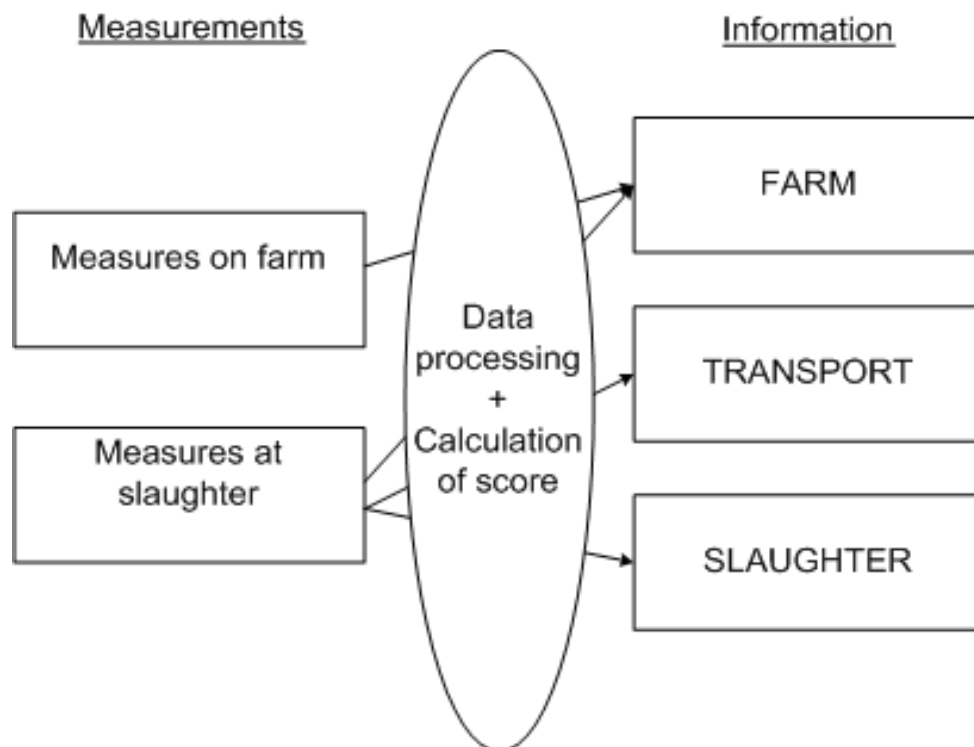 Measurements
Information
FARM
Measures on farm
Data
processing
+
Calculation
of score
TRANSPORT
Measures at
slaughter
SLAUGHTER